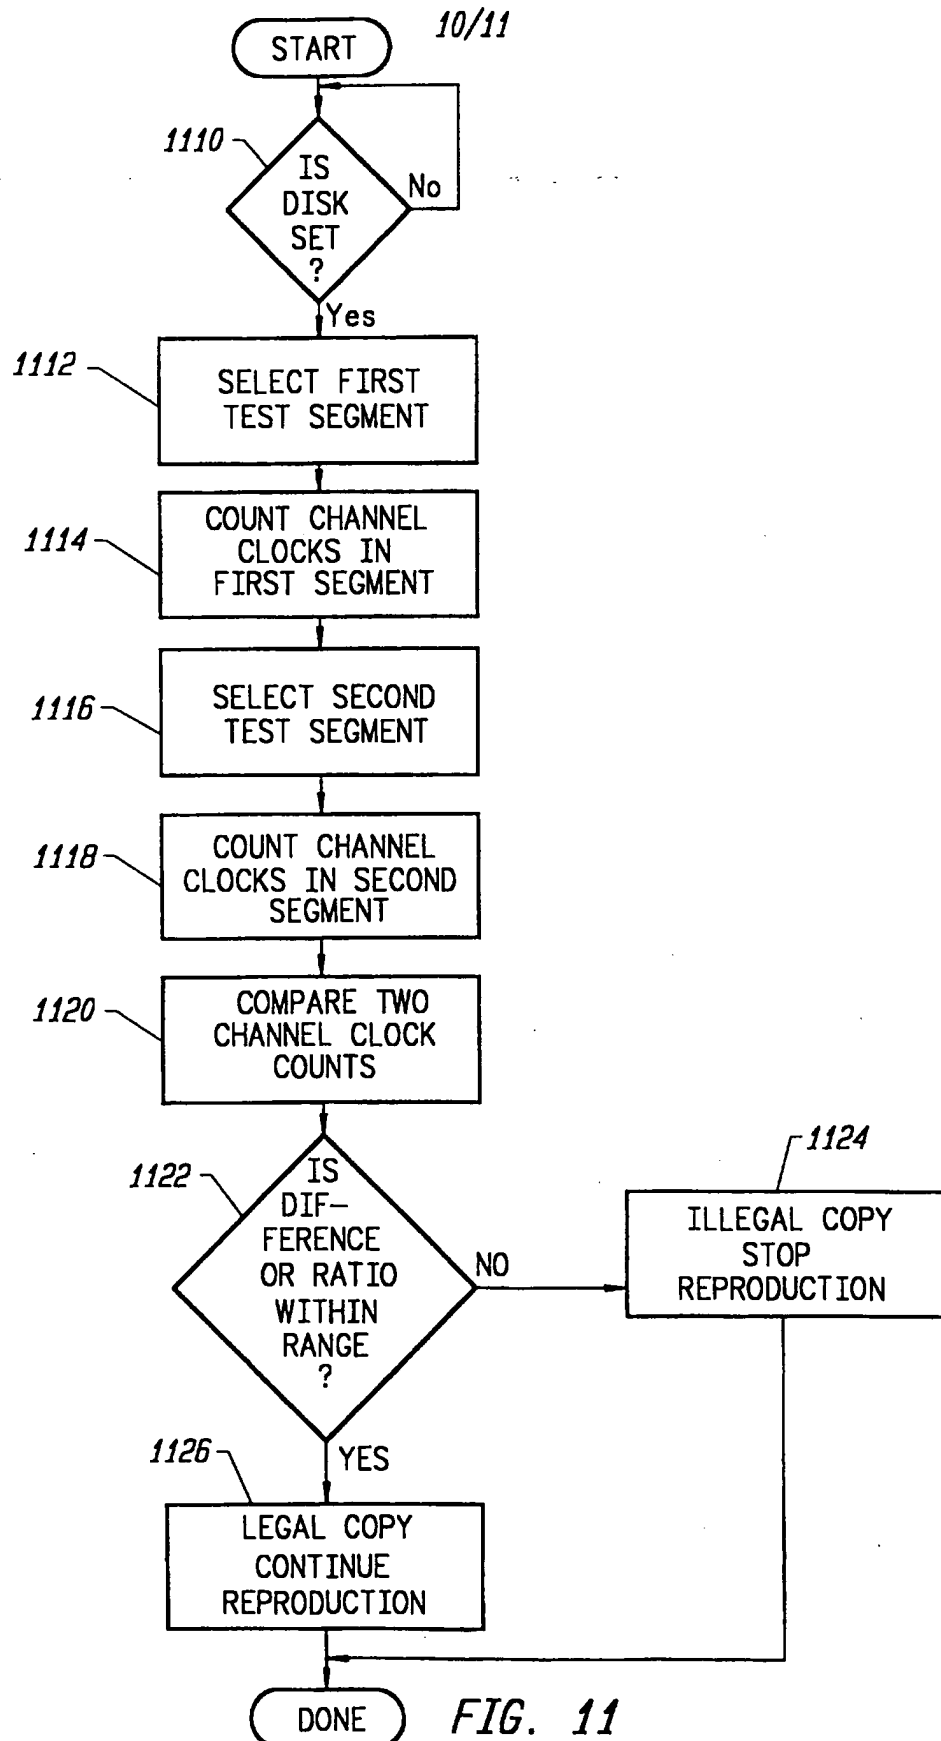 10/11
START
1110
IS
DISK
SET
?
No
Yes
1112
SELECT FIRST
TEST SEGMENT
1114
COUNT CHANNEL
CLOCKS IN
FIRST SEGMENT
1116
SELECT SECOND
TEST SEGMENT
1118
COUNT CHANNEL
CLOCKS IN SECOND
SEGMENT
1120
COMPARE TWO
CHANNEL CLOCK
COUNTS
1122
IS
DIF-
FERENCE
OR RATIO
WITHIN
RANGE
?
NO
1124
ILLEGAL COPY
STOP
REPRODUCTION
YES
1126
LEGAL COPY
CONTINUE
REPRODUCTION
DONE
FIG. 11